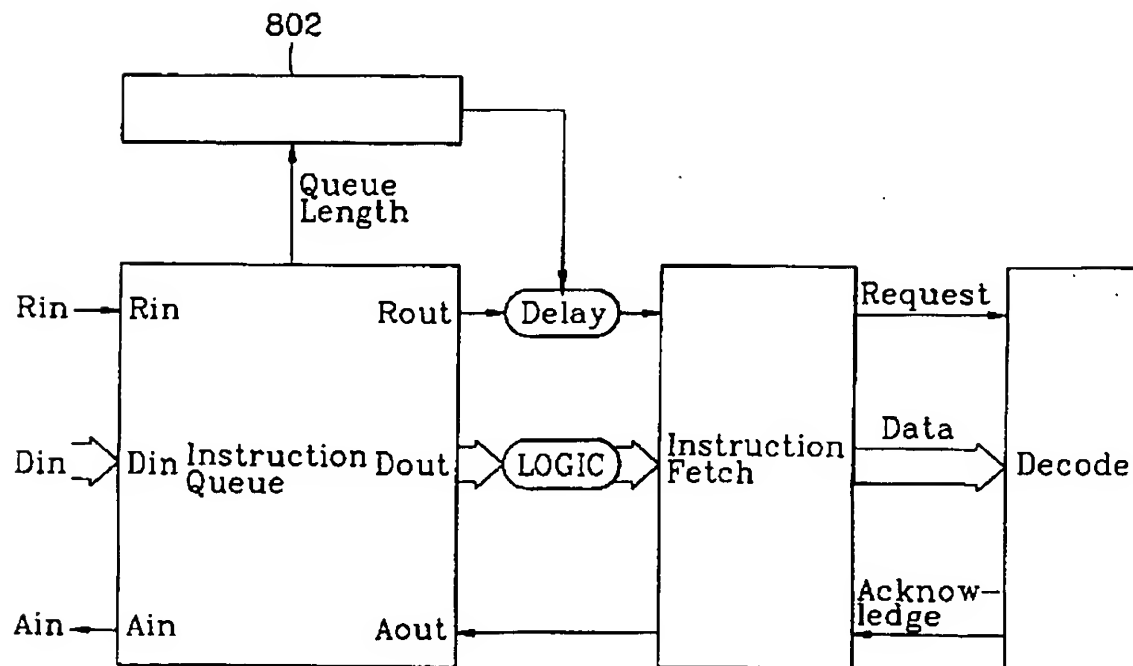 802
Queue
Length
Rin
Rin
Rout
Delay
Request
Din
Din
Instruction
Queue
Dout
LOGIC
Instruction
Fetch
Data
Decode
Ain
Ain
Aout
Acknow-
ledge